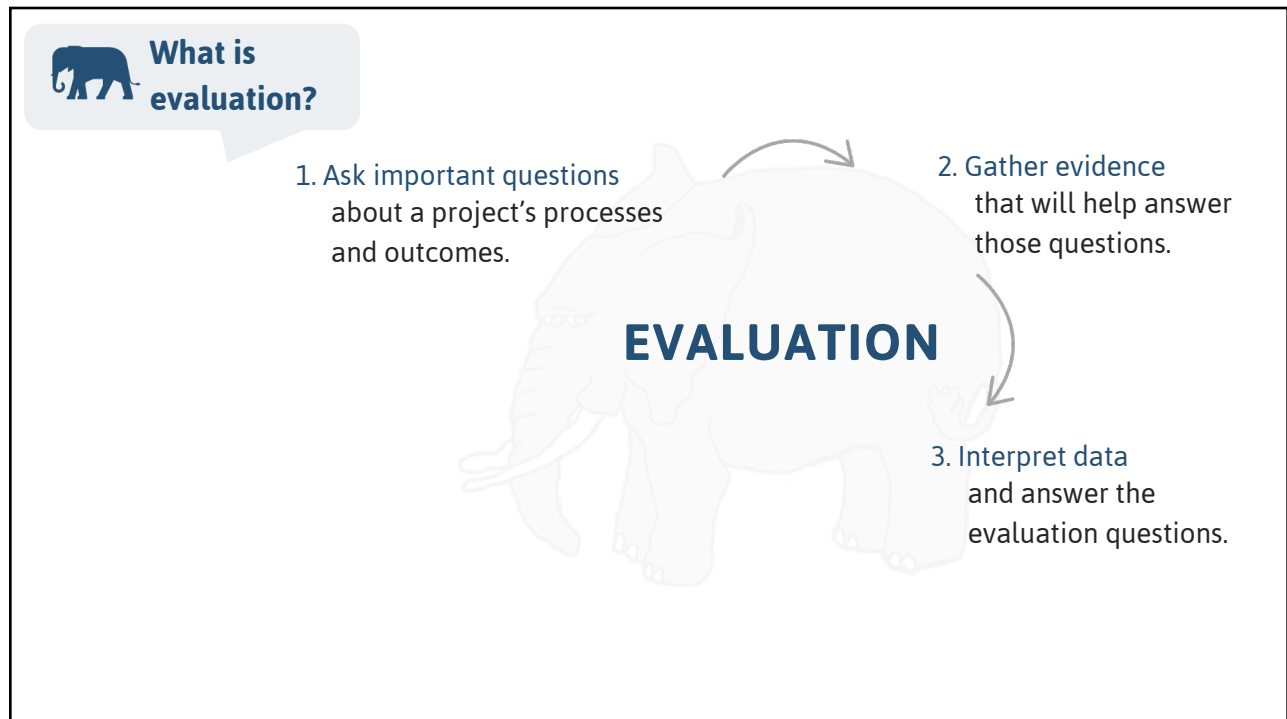 What is
evaluation?
1. Ask important questions
about a project’s processes
and outcomes.
2. Gather evidence
that will help answer
those questions.
EVALUATION
3. Interpret data
and answer the
evaluation questions.